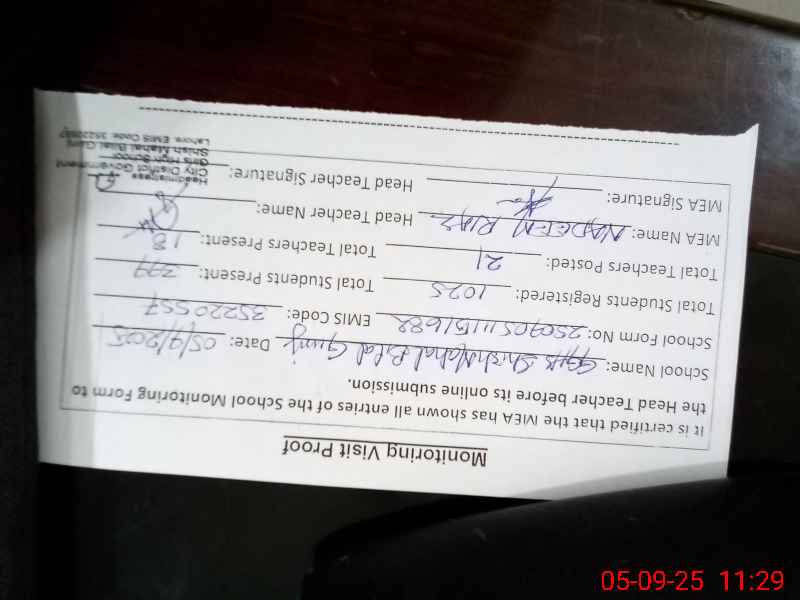 Monitoring Visit Proof
It is certified that the MEA has shown all entries of the School Monitoring Form to
the Head Teacher before its online submission.
School Name: GGHS Shish Mahal Bilal Gunj Date: 05/9/2025
School Form No: EMIS Code: 35220557
Total Students Registered: 1025 Total Students Present: 377
Total Teachers Posted: 21 Total Teachers Present: 18
MEA Name: NADEEM RIAZ Head Teacher Name:
MEA Signature: Head Teacher Signature:
Headmistress
City District Government
Girls High School
Shish Mahal Bilal Gunj
Lahore. EMIS Code: 35220557
05-09-25 11:29